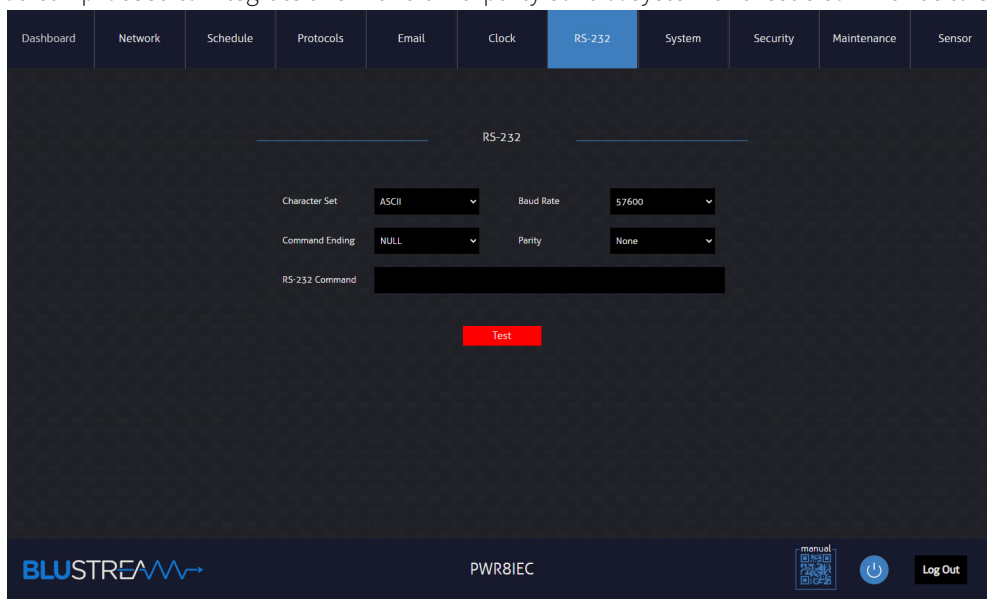 Dashboard Network Schedule Protocols Email Clock RS-232 System Security Maintenance Sensor
RS-232
Character Set ASCII Baud Rate 57600
Command Ending NULL Parity None
RS-232 Command
Test
BLUSTREAM PWR8IEC manual Log Out